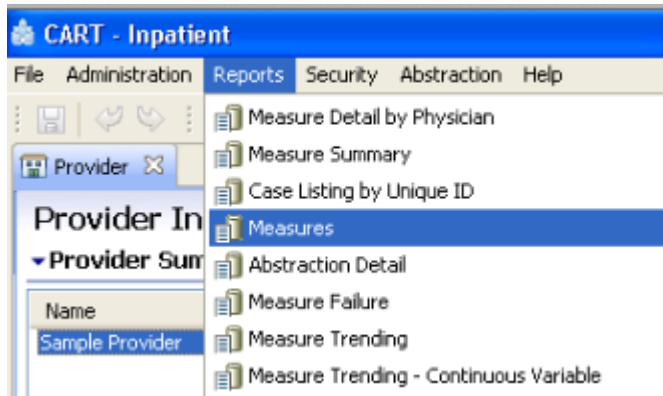 CART - Inpatient
File Administration Reports Security Abstraction Help
Measure Detail by Physician
Measure Summary
Provider
Case Listing by Unique ID
Provider In
Measures
Provider Sum
Abstraction Detail
Name
Measure Failure
Sample Provider
Measure Trending
Measure Trending - Continuous Variable